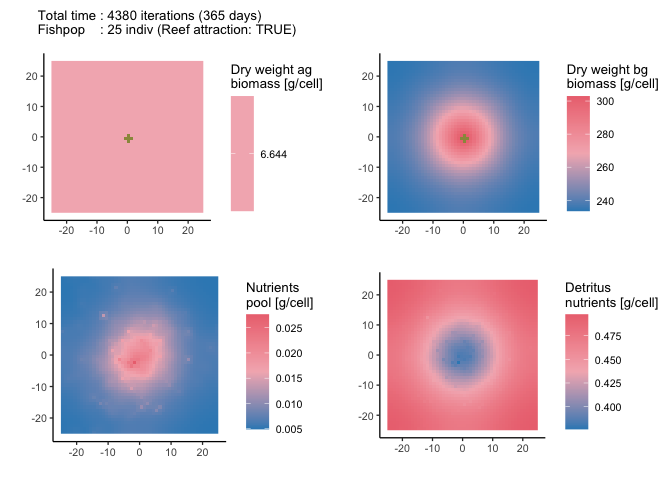 Total time : 4380 iterations (365 days)
Fishpop : 25 indiv (Reef attraction: TRUE)
Dry weight ag
biomass [g/cell]
6.644
20
10
0
-10
-20
-20 -10 0 10 20
Dry weight bg
biomass [g/cell]
300
280
260
240
20
10
0
-10
-20
-20 -10 0 10 20
Nutrients
pool [g/cell]
0.025
0.020
0.015
0.010
0.005
20
10
0
-10
-20
-20 -10 0 10 20
Detritus
nutrients [g/cell]
0.475
0.450
0.425
0.400
20
10
0
-10
-20
-20 -10 0 10 20